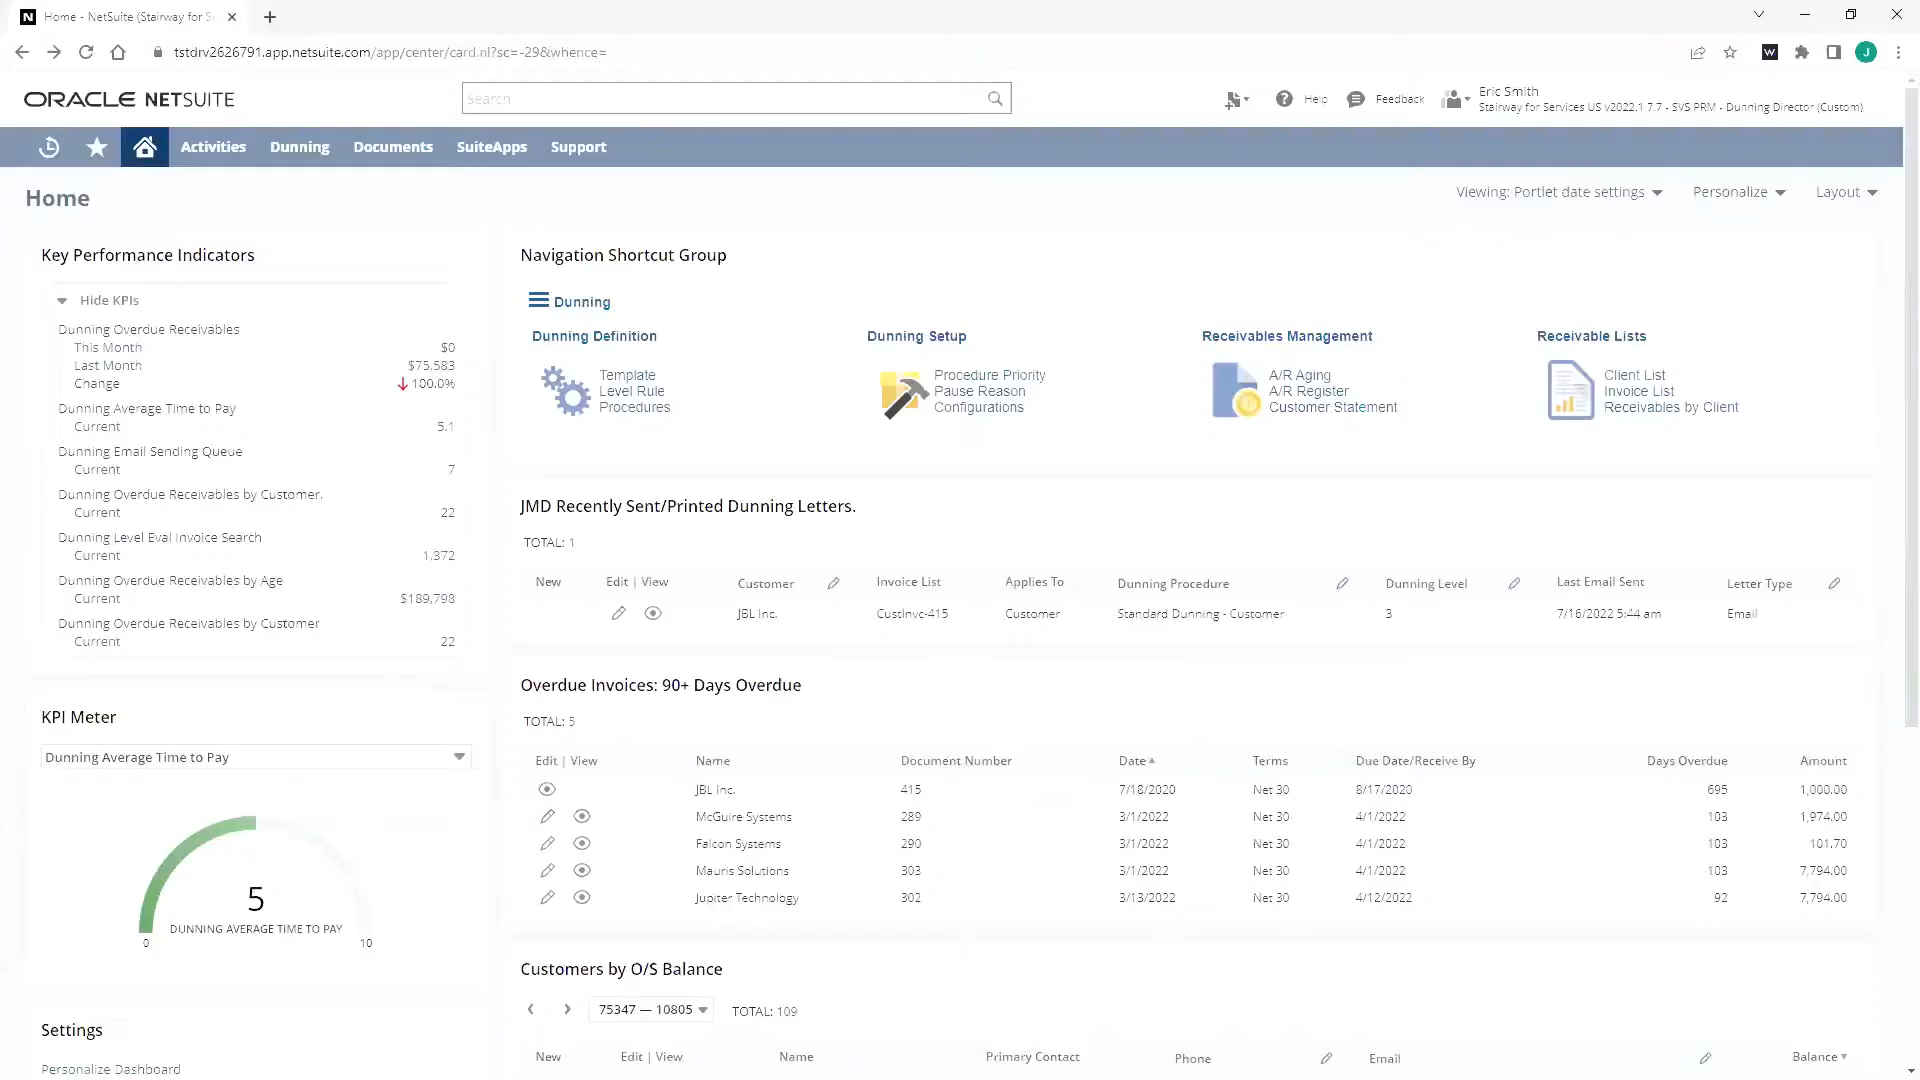 Home - NetSuite (Stairway for S
tstdrv2626791.app.netsuite.com/app/center/card.nl?sc=-29&whence=
W
J
ORACLE NETSUITE
Search
Help
Feedback
Eric Smith
Stairway for Services US v2022.1 7.7 - SVS PRM - Dunning Director (Custom)
Activities Dunning Documents SuiteApps Support
Home
Viewing: Portlet date settings Personalize Layout
Key Performance Indicators
Hide KPIs
Dunning Overdue Receivables
This Month $0
Last Month $75,583
Change 100.0%
Dunning Average Time to Pay
Current 5.1
Dunning Email Sending Queue
Current 7
Dunning Overdue Receivables by Customer.
Current 22
Dunning Level Eval Invoice Search
Current 1,372
Dunning Overdue Receivables by Age
Current $189,798
Dunning Overdue Receivables by Customer
Current 22
KPI Meter
Dunning Average Time to Pay
5
DUNNING AVERAGE TIME TO PAY
0 10
Settings
Personalize Dashboard
Navigation Shortcut Group
Dunning
Dunning Definition
Template
Level Rule
Procedures
Dunning Setup
Procedure Priority
Pause Reason
Configurations
Receivables Management
A/R Aging
A/R Register
Customer Statement
Receivable Lists
Client List
Invoice List
Receivables by Client
JMD Recently Sent/Printed Dunning Letters.
TOTAL: 1
New Edit | View Customer Invoice List Applies To Dunning Procedure Dunning Level Last Email Sent Letter Type
JBL Inc. CustInvc-415 Customer Standard Dunning - Customer 3 7/16/2022 5:44 am Email
Overdue Invoices: 90+ Days Overdue
TOTAL: 5
Edit | View Name Document Number Date Terms Due Date/Receive By Days Overdue Amount
JBL Inc. 415 7/18/2020 Net 30 8/17/2020 695 1,000.00
McGuire Systems 289 3/1/2022 Net 30 4/1/2022 103 1,974.00
Falcon Systems 290 3/1/2022 Net 30 4/1/2022 103 101.70
Mauris Solutions 303 3/1/2022 Net 30 4/1/2022 103 7,794.00
Jupiter Technology 302 3/13/2022 Net 30 4/12/2022 92 7,794.00
Customers by O/S Balance
75347 — 10805 TOTAL: 109
New Edit | View Name Primary Contact Phone Email Balance